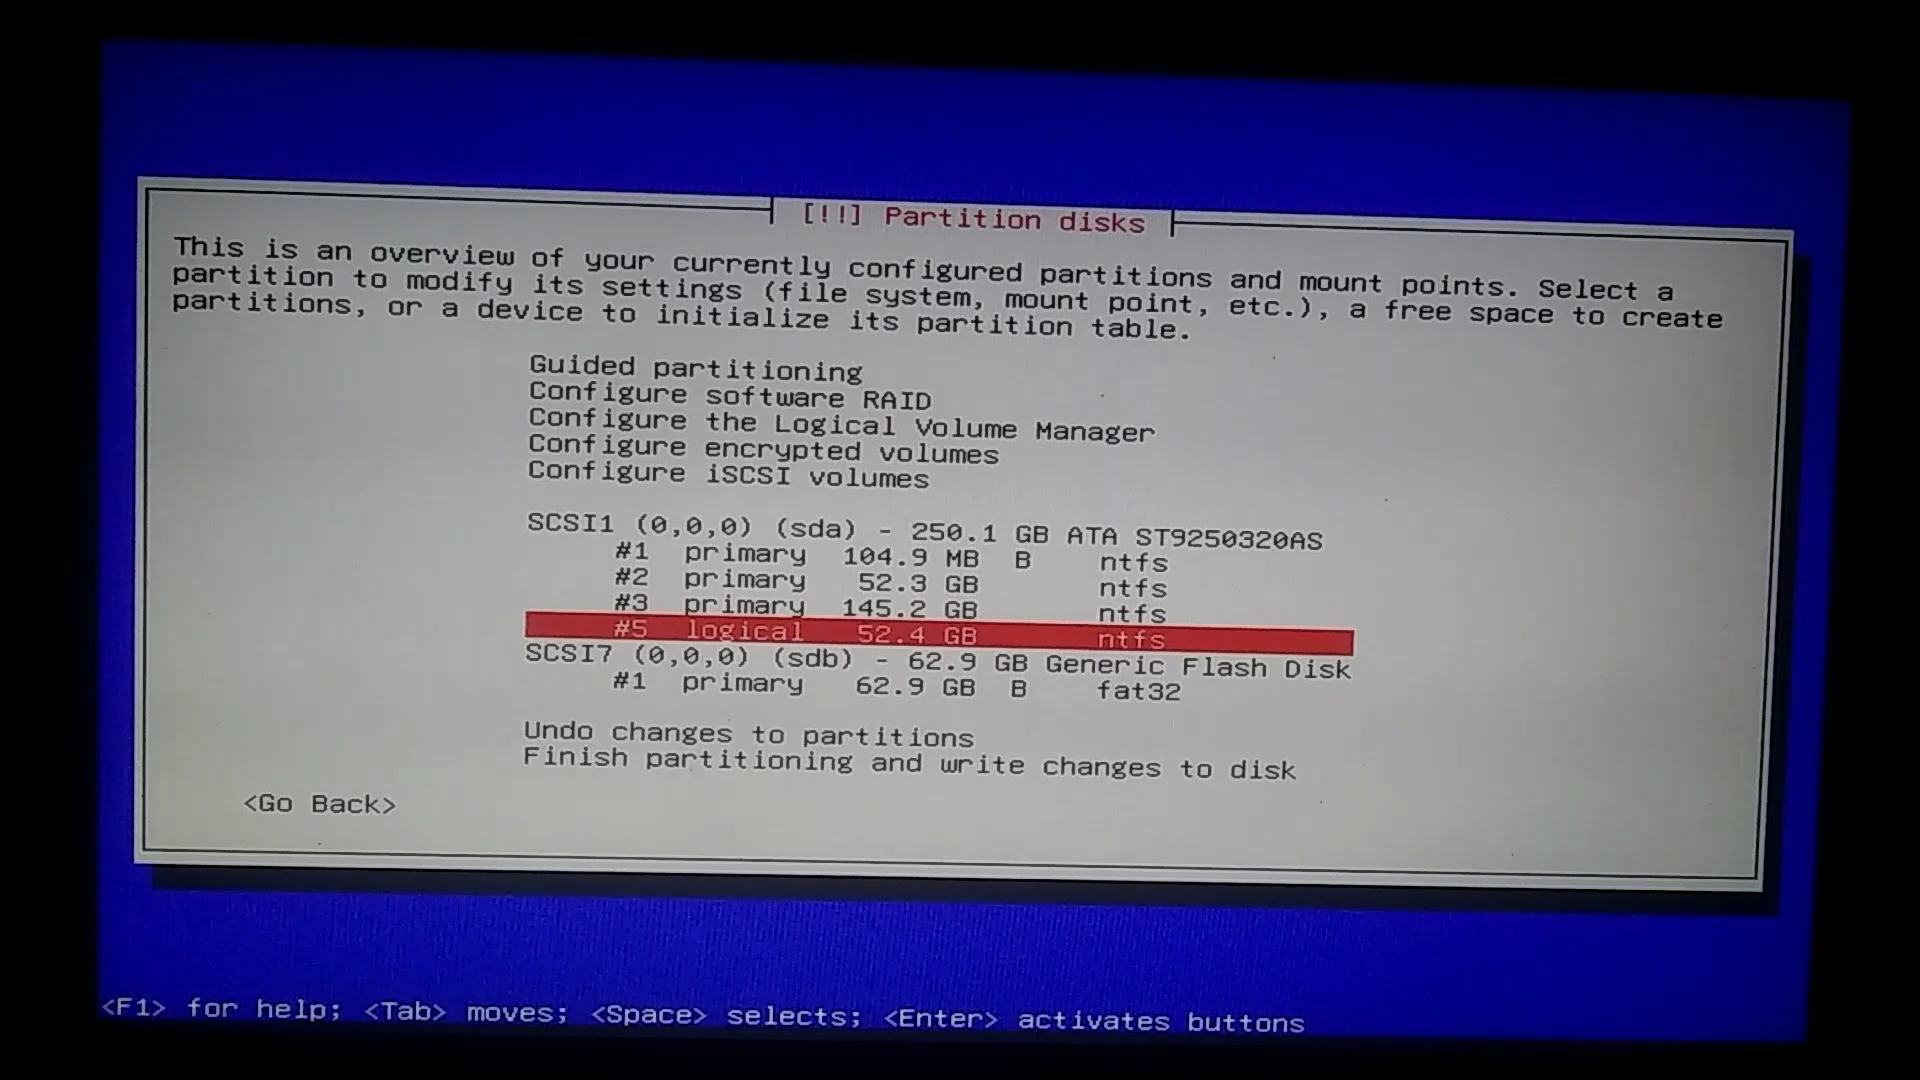 [!!] Partition disks
This is an overview of your currently configured partitions and mount points. Select a
partition to modify its settings (file system, mount point, etc.), a free space to create
partitions, or a device to initialize its partition table.
Guided partitioning
Configure software RAID
Configure the Logical Volume Manager
Configure encrypted volumes
Configure iSCSI volumes
SCSI1 (0,0,0) (sda) - 250.1 GB ATA ST9250320AS
#1 primary 104.9 MB B ntfs
#2 primary 52.3 GB ntfs
#3 primary 145.2 GB ntfs
#5 logical 52.4 GB ntfs
SCSI7 (0,0,0) (sdb) - 62.9 GB Generic Flash Disk
#1 primary 62.9 GB B fat32
Undo changes to partitions
Finish partitioning and write changes to disk
<Go Back>
<F1> for help; <Tab> moves; <Space> selects; <Enter> activates buttons